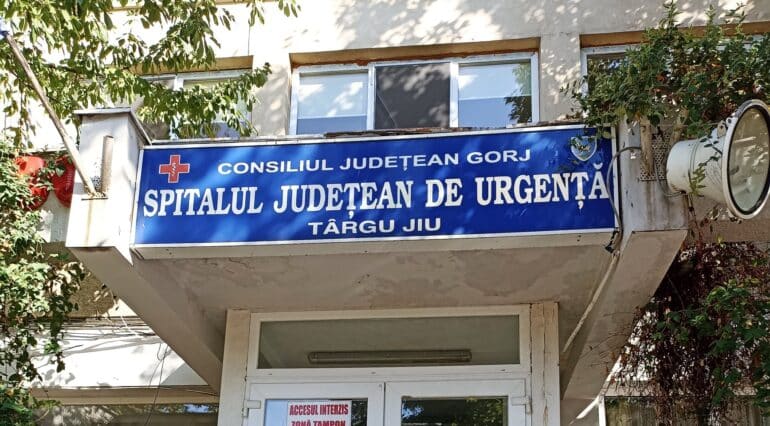 CONSILIUL JUDEȚEAN GORJ
SPITALUL JUDEȚEAN DE URGENȚĂ
TÂRGU JIU
ACCESUL INTERZIS
ZONĂ TAMPON